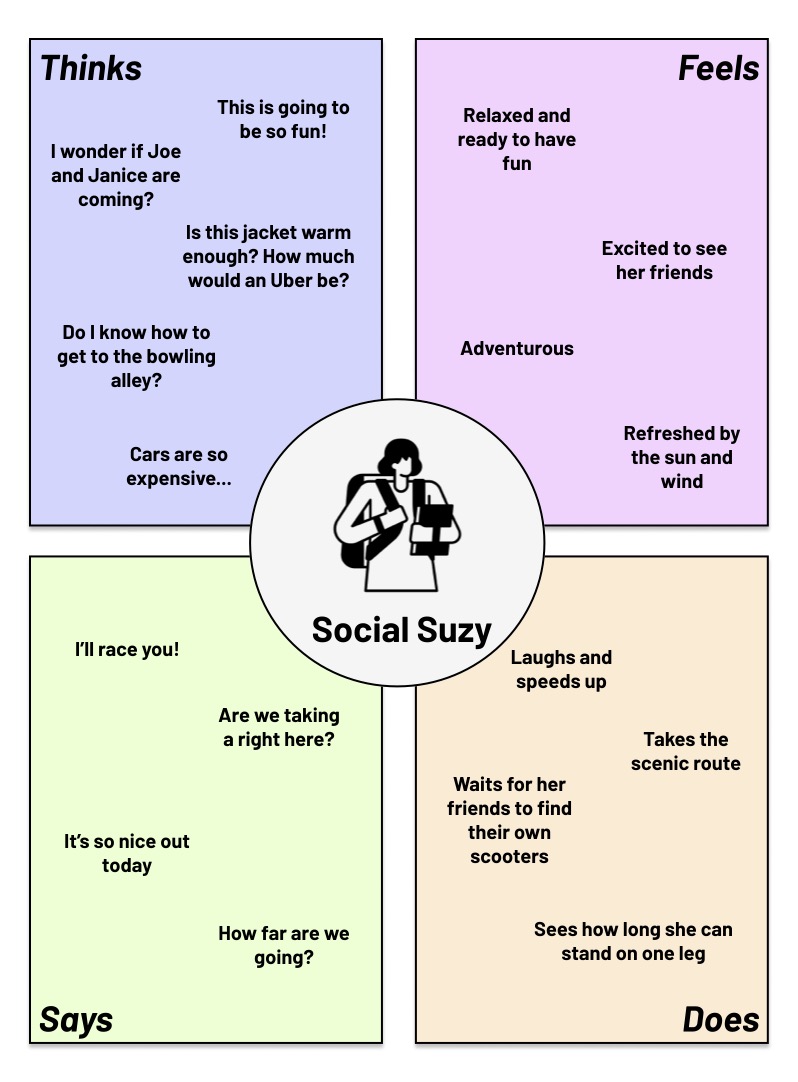 Thinks
This is going to
be so fun!
I wonder if Joe
and Janice are
coming?
Is this jacket warm
enough? How much
would an Uber be?
Do I know how to
get to the bowling
alley?
Cars are so
expensive...
Feels
Relaxed and
ready to have
fun
Excited to see
her friends
Adventurous
Refreshed by
the sun and
wind
Social Suzy
I’ll race you!
Are we taking
a right here?
It’s so nice out
today
How far are we
going?
Says
Laughs and
speeds up
Takes the
scenic route
Waits for her
friends to find
their own
scooters
Sees how long she can
stand on one leg
Does